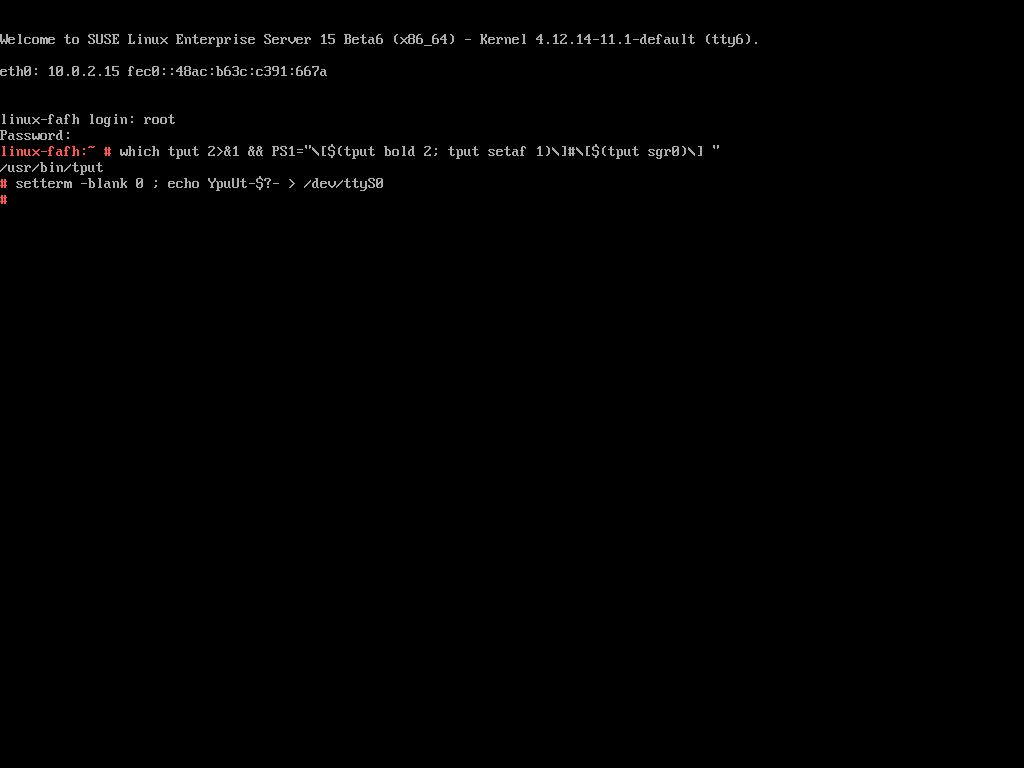 Welcome to SUSE Linux Enterprise Server 15 Beta6 (x86_64) - Kernel 4.12.14-11.1-default (tty6).
eth0: 10.0.2.15 fec0::48ac:b63c:c391:667a
linux-fafh login: root
Password:
linux-fafh:~ # which tput 2>&1 && PS1="\[$(tput bold 2; tput setaf 1)\]#\[$(tput sgr0)\] "
/usr/bin/tput
# setterm -blank 0 ; echo YpuUt-$?- > /dev/ttyS0
#